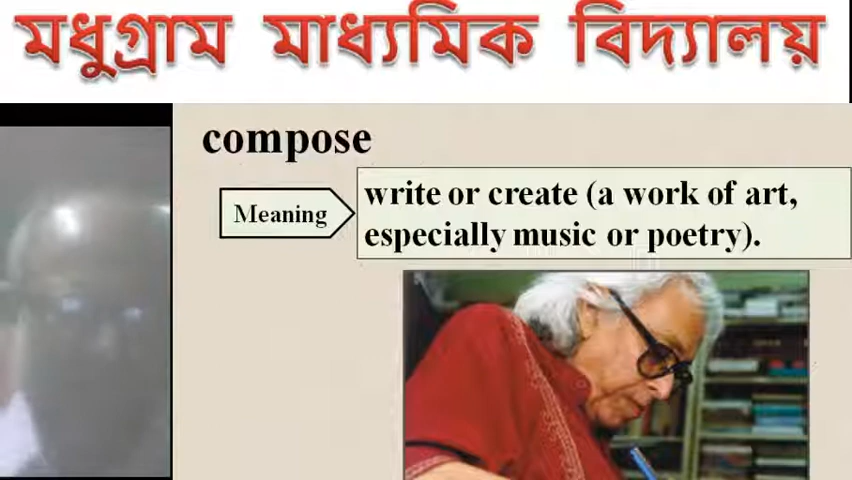 মধুগ্রাম মাধ্যমিক বিদ্যালয়
compose
Meaning
write or create (a work of art,
especially music or poetry).